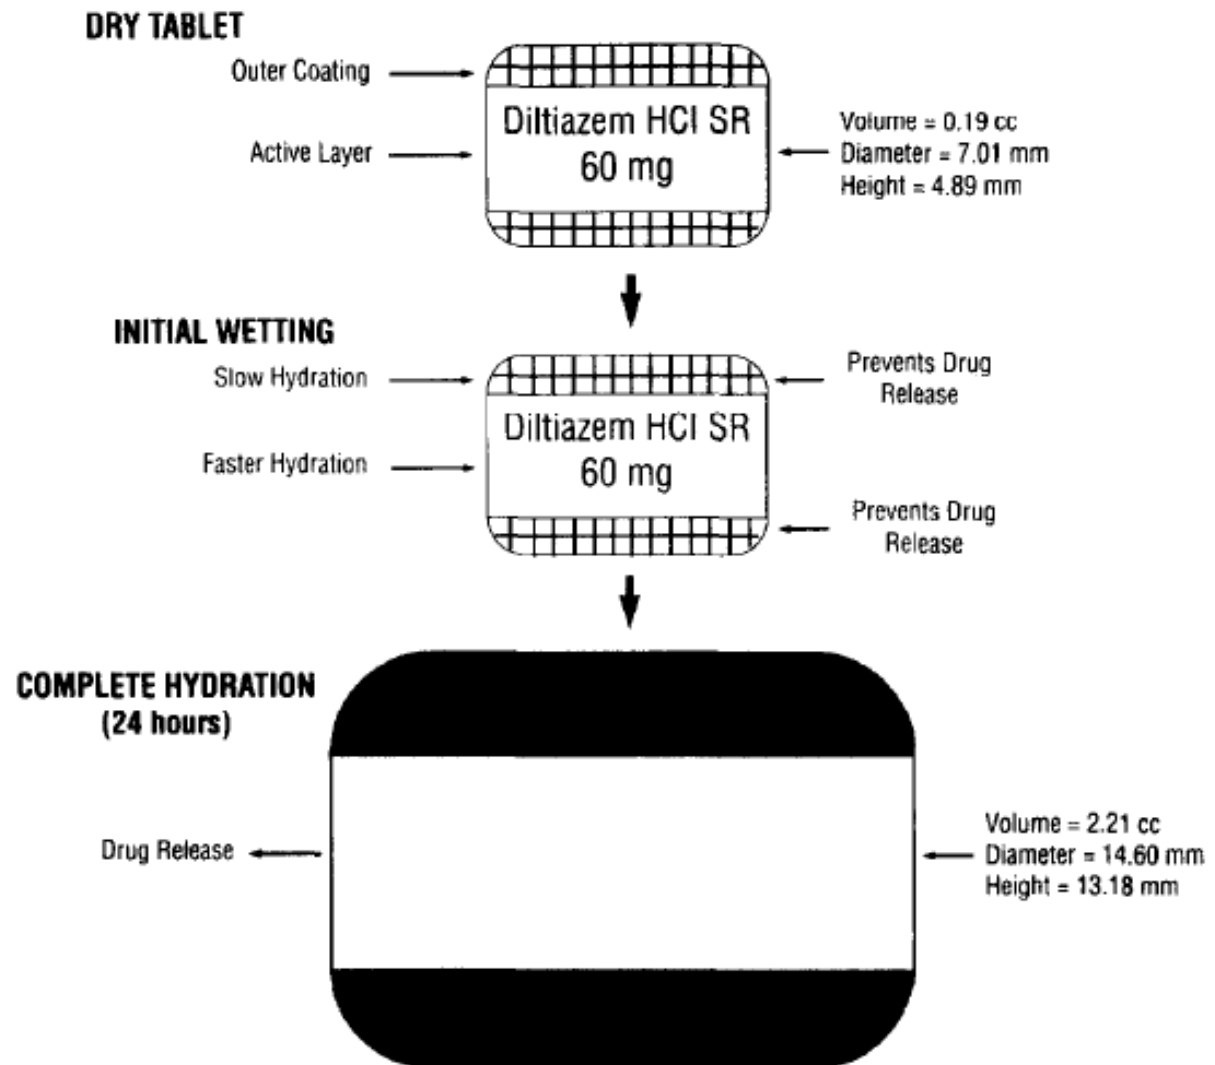 DRY TABLET
Outer Coating
Active Layer
Diltiazem HCl SR
60 mg
Volume = 0.19 cc
Diameter = 7.01 mm
Height = 4.89 mm
INITIAL WETTING
Slow Hydration
Faster Hydration
Diltiazem HCl SR
60 mg
Prevents Drug
Release
Prevents Drug
Release
COMPLETE HYDRATION
(24 hours)
Drug Release
Volume = 2.21 cc
Diameter = 14.60 mm
Height = 13.18 mm